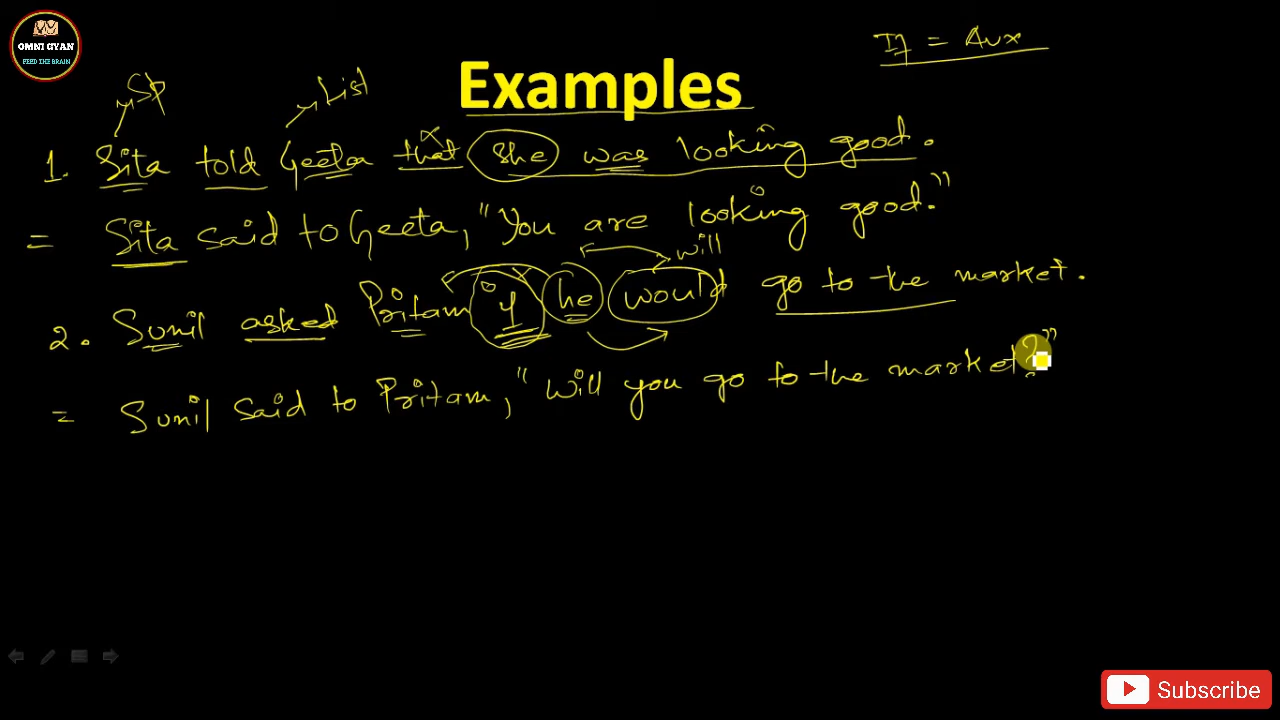 OMNI GYAN
FEED THE BRAIN
If = Aux
Examples
Sp List
1. Sita told Geeta that she was looking good.
= Sita said to Geeta, "You are looking good."
will
2. Sunil asked Pritam if he would go to the market.
= Sunil said to Pritam, "Will you go to the market?"
Subscribe